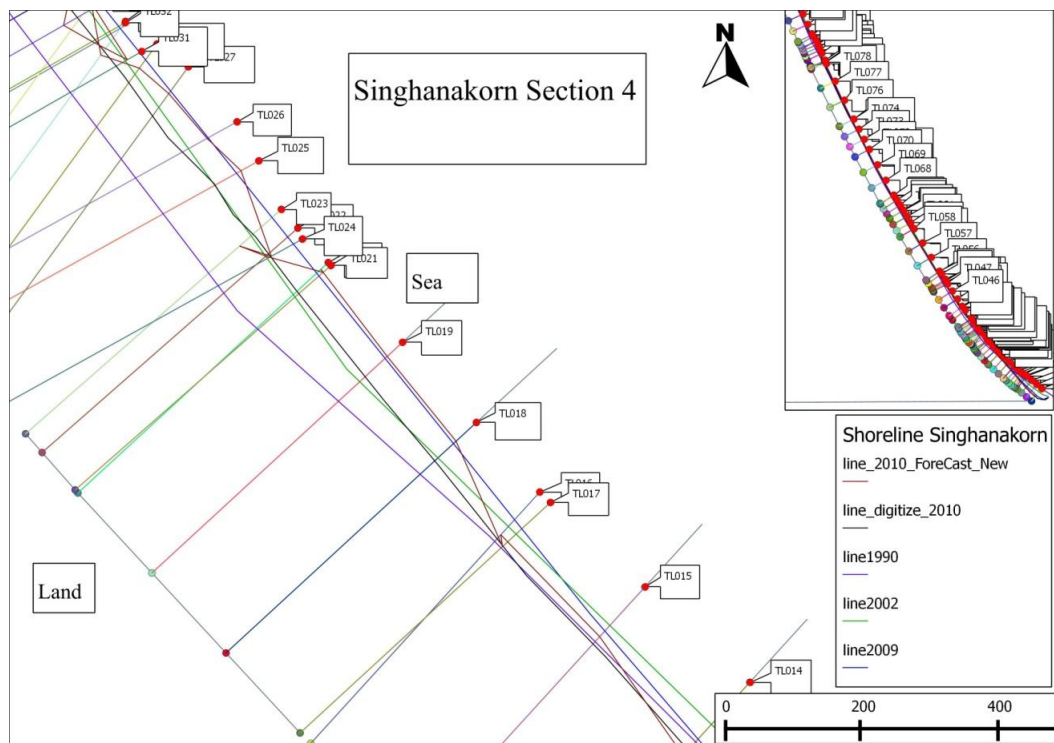 TL032
TL031
TL026
TL025
TL023
TL024
TL021
TL019
TL018
TL017
TL015
TL014
Singhanakorn Section 4
N
Sea
Land
TL078
TL077
TL076
TL074
TL070
TL069
TL068
TL058
TL057
TL047
TL046
Shoreline Singhanakorn
line_2010_ForeCast_New
line_digitize_2010
line1990
line2002
line2009
0 200 400